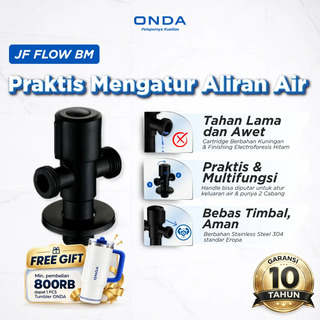 ONDA
Pelopornya Kualitas
JF FLOW BM
Praktis Mengatur Aliran Air
Tahan Lama
dan Awet
Cartridge Berbahan Kuningan
& Finishing Electroforesis Hitam
Praktis &
Multifungsi
Handle bisa diputar untuk atur
keluaran air & punya 2 Cabang
Bebas Timbal,
Aman
Berbahan Stainless Steel 304
standar Eropa
FREE GIFT
Min. pembelian
800RB
dapat 1 PCS
Tumbler ONDA
ONDA
GARANSI
10
TAHUN